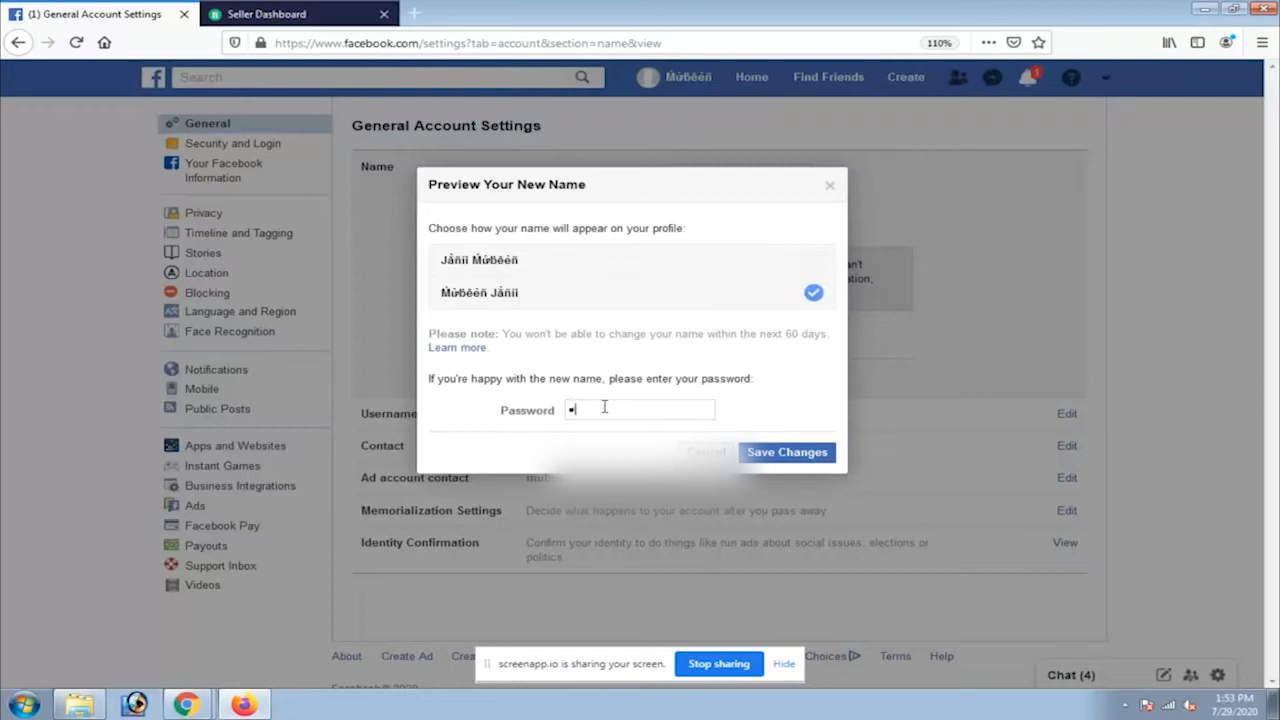 (1) General Account Settings
Seller Dashboard
https://www.facebook.com/settings?tab=account&section=name&view
110%
Search
Home
Find Friends
Create
1
General
Security and Login
Your Facebook
Information
Privacy
Timeline and Tagging
Stories
Location
Blocking
Language and Region
Face Recognition
Notifications
Mobile
Public Posts
Apps and Websites
Instant Games
Business Integrations
Ads
Facebook Pay
Payouts
Support Inbox
Videos
General Account Settings
Name
Preview Your New Name
Choose how your name will appear on your profile:
Please note: You won't be able to change your name within the next 60 days.
Learn more.
If you're happy with the new name, please enter your password:
Password
Cancel
Save Changes
Username
Edit
Contact
Edit
Ad account contact
Edit
Memorialization Settings
Decide what happens to your account after you pass away
Edit
Identity Confirmation
Confirm your identity to do things like run ads about social issues, elections or
politics.
View
About
Create Ad
Choices
Terms
Help
screenapp.io is sharing your screen.
Stop sharing
Hide
Chat (4)
1:53 PM
7/29/2020